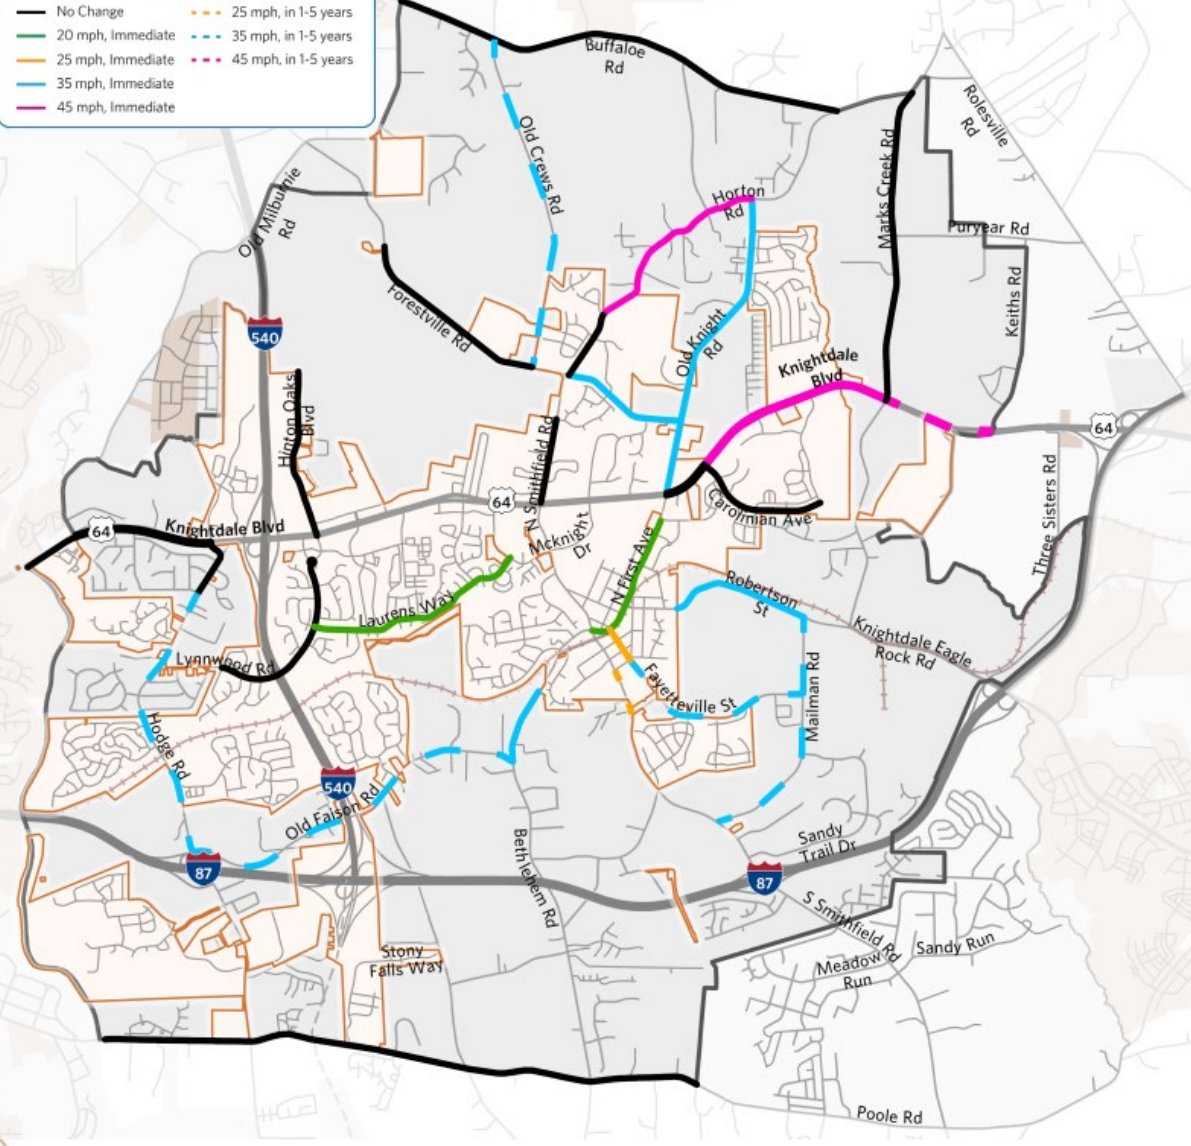 No Change
20 mph, Immediate
25 mph, Immediate
35 mph, Immediate
45 mph, Immediate
25 mph, in 1-5 years
35 mph, in 1-5 years
45 mph, in 1-5 years
Buffaloe
Rd
Rolesville
Rd
Old Crews Rd
Marks Creek Rd
Old Milburnie
Rd
Horton
Rd
Puryear Rd
Keiths Rd
Forestville Rd
540
Old Knight
Rd
Knightdale
Blvd
Hinton Oaks
Blvd
N Smithfield Rd
64
64
Three Sisters Rd
64
Knightdale Blvd
Carolinian Ave
Mcknight
Dr
N First Ave
Robertson
St
Laurens Way
Knightdale Eagle
Rock Rd
Lynnwood Rd
Fayetteville St
Mailman Rd
Hodge Rd
540
Old Faison Rd
Bethlehem Rd
Sandy
Trail Dr
87
87
S Smithfield Rd
Sandy Run
Meadow
Run
Stony
Falls Way
Poole Rd